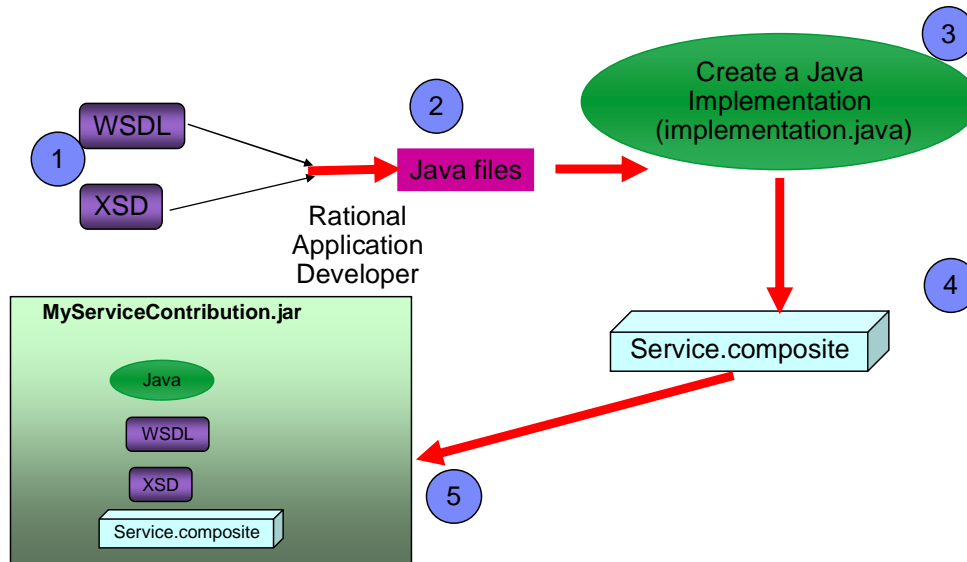 3
Create a Java
Implementation
(implementation.java)
2
WSDL
1
Java files
XSD
Rational
Application
Developer
4
MyServiceContribution.jar
Service.composite
Java
WSDL
XSD
5
Service.composite